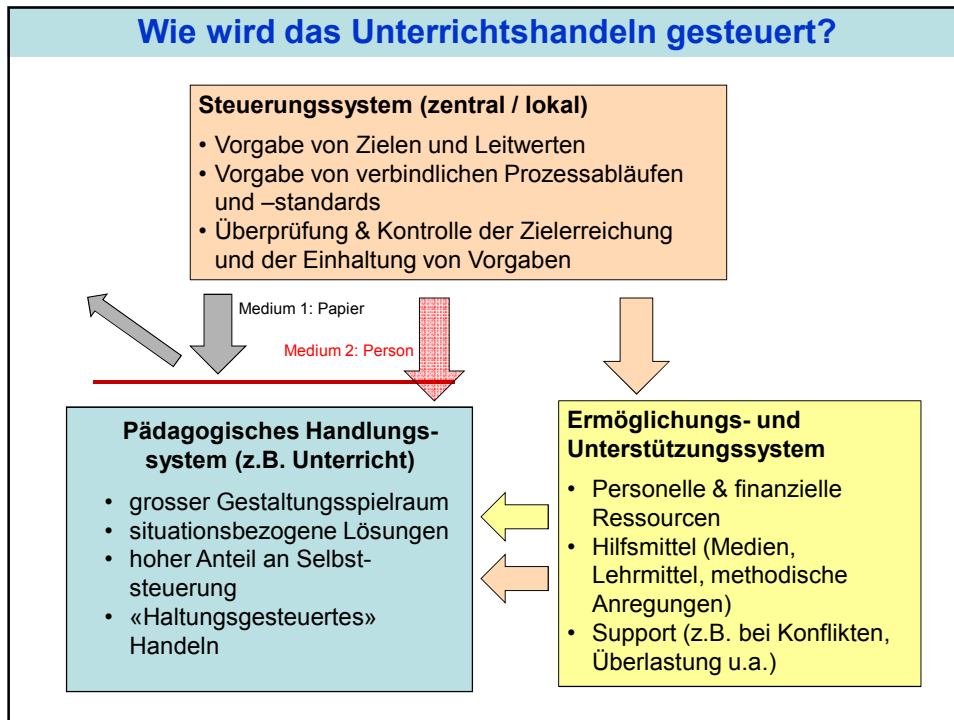 Wie wird das Unterrichtshandeln gesteuert?
Steuerungssystem (zentral / lokal)
• Vorgabe von Zielen und Leitwerten
• Vorgabe von verbindlichen Prozessabläufen
und –standards
• Überprüfung & Kontrolle der Zielerreichung
und der Einhaltung von Vorgaben
Medium 1: Papier
Medium 2: Person
Pädagogisches Handlungs-
system (z.B. Unterricht)
• grosser Gestaltungsspielraum
• situationsbezogene Lösungen
• hoher Anteil an Selbst-
steuerung
• «Haltungsgesteuertes»
Handeln
Ermöglichungs- und
Unterstützungssystem
• Personelle & finanzielle
Ressourcen
• Hilfsmittel (Medien,
Lehrmittel, methodische
Anregungen)
• Support (z.B. bei Konflikten,
Überlastung u.a.)